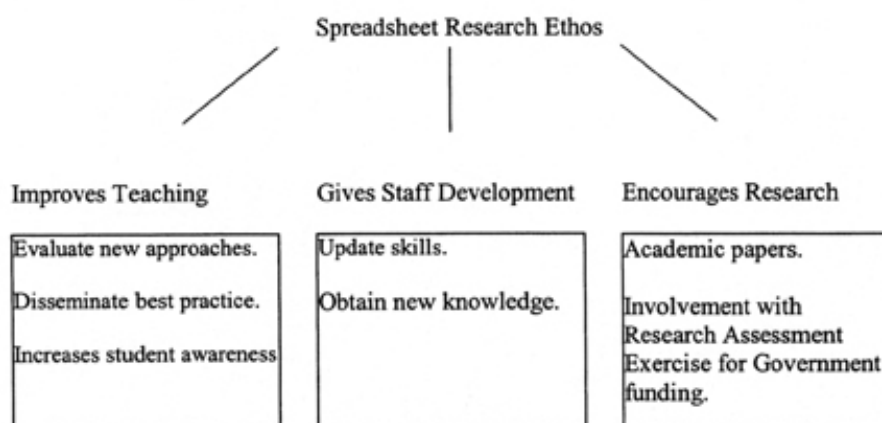 Spreadsheet Research Ethos
Improves Teaching
Evaluate new approaches.
Disseminate best practice.
Increases student awareness
Gives Staff Development
Update skills.
Obtain new knowledge.
Encourages Research
Academic papers.
Involvement with
Research Assessment
Exercise for Government
funding.